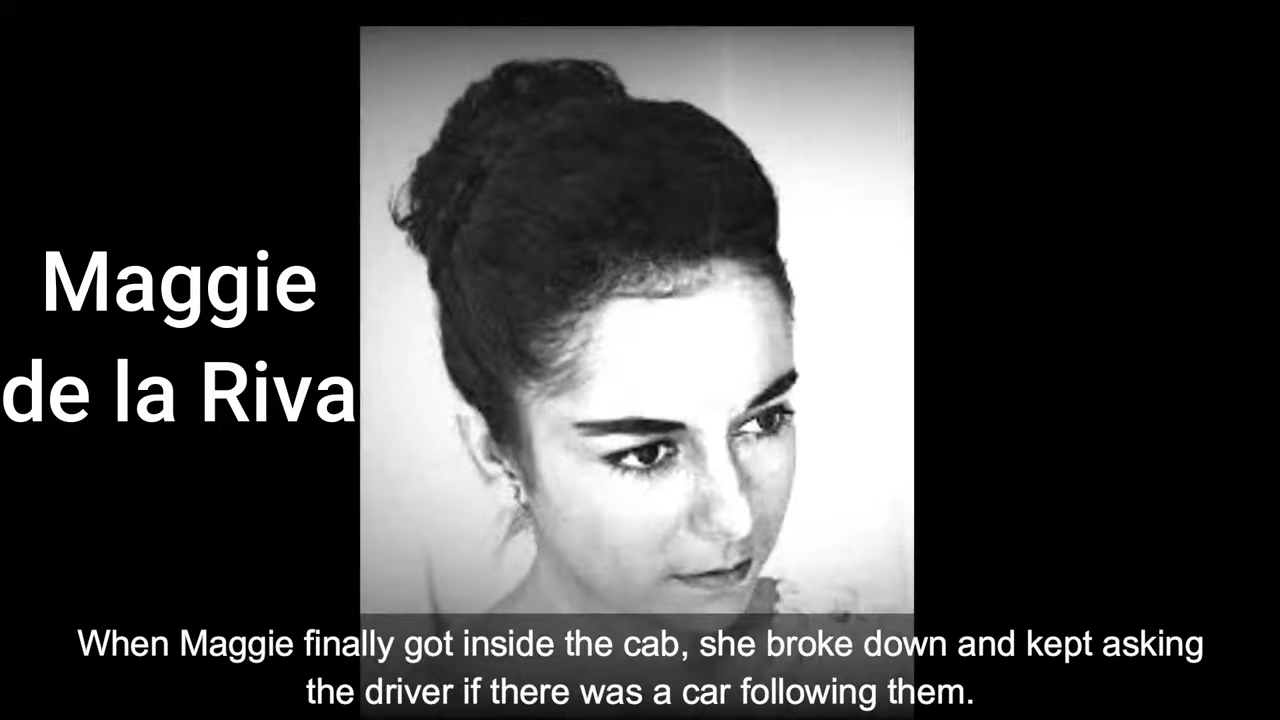 Maggie
de la Riva
When Maggie finally got inside the cab, she broke down and kept asking
the driver if there was a car following them.